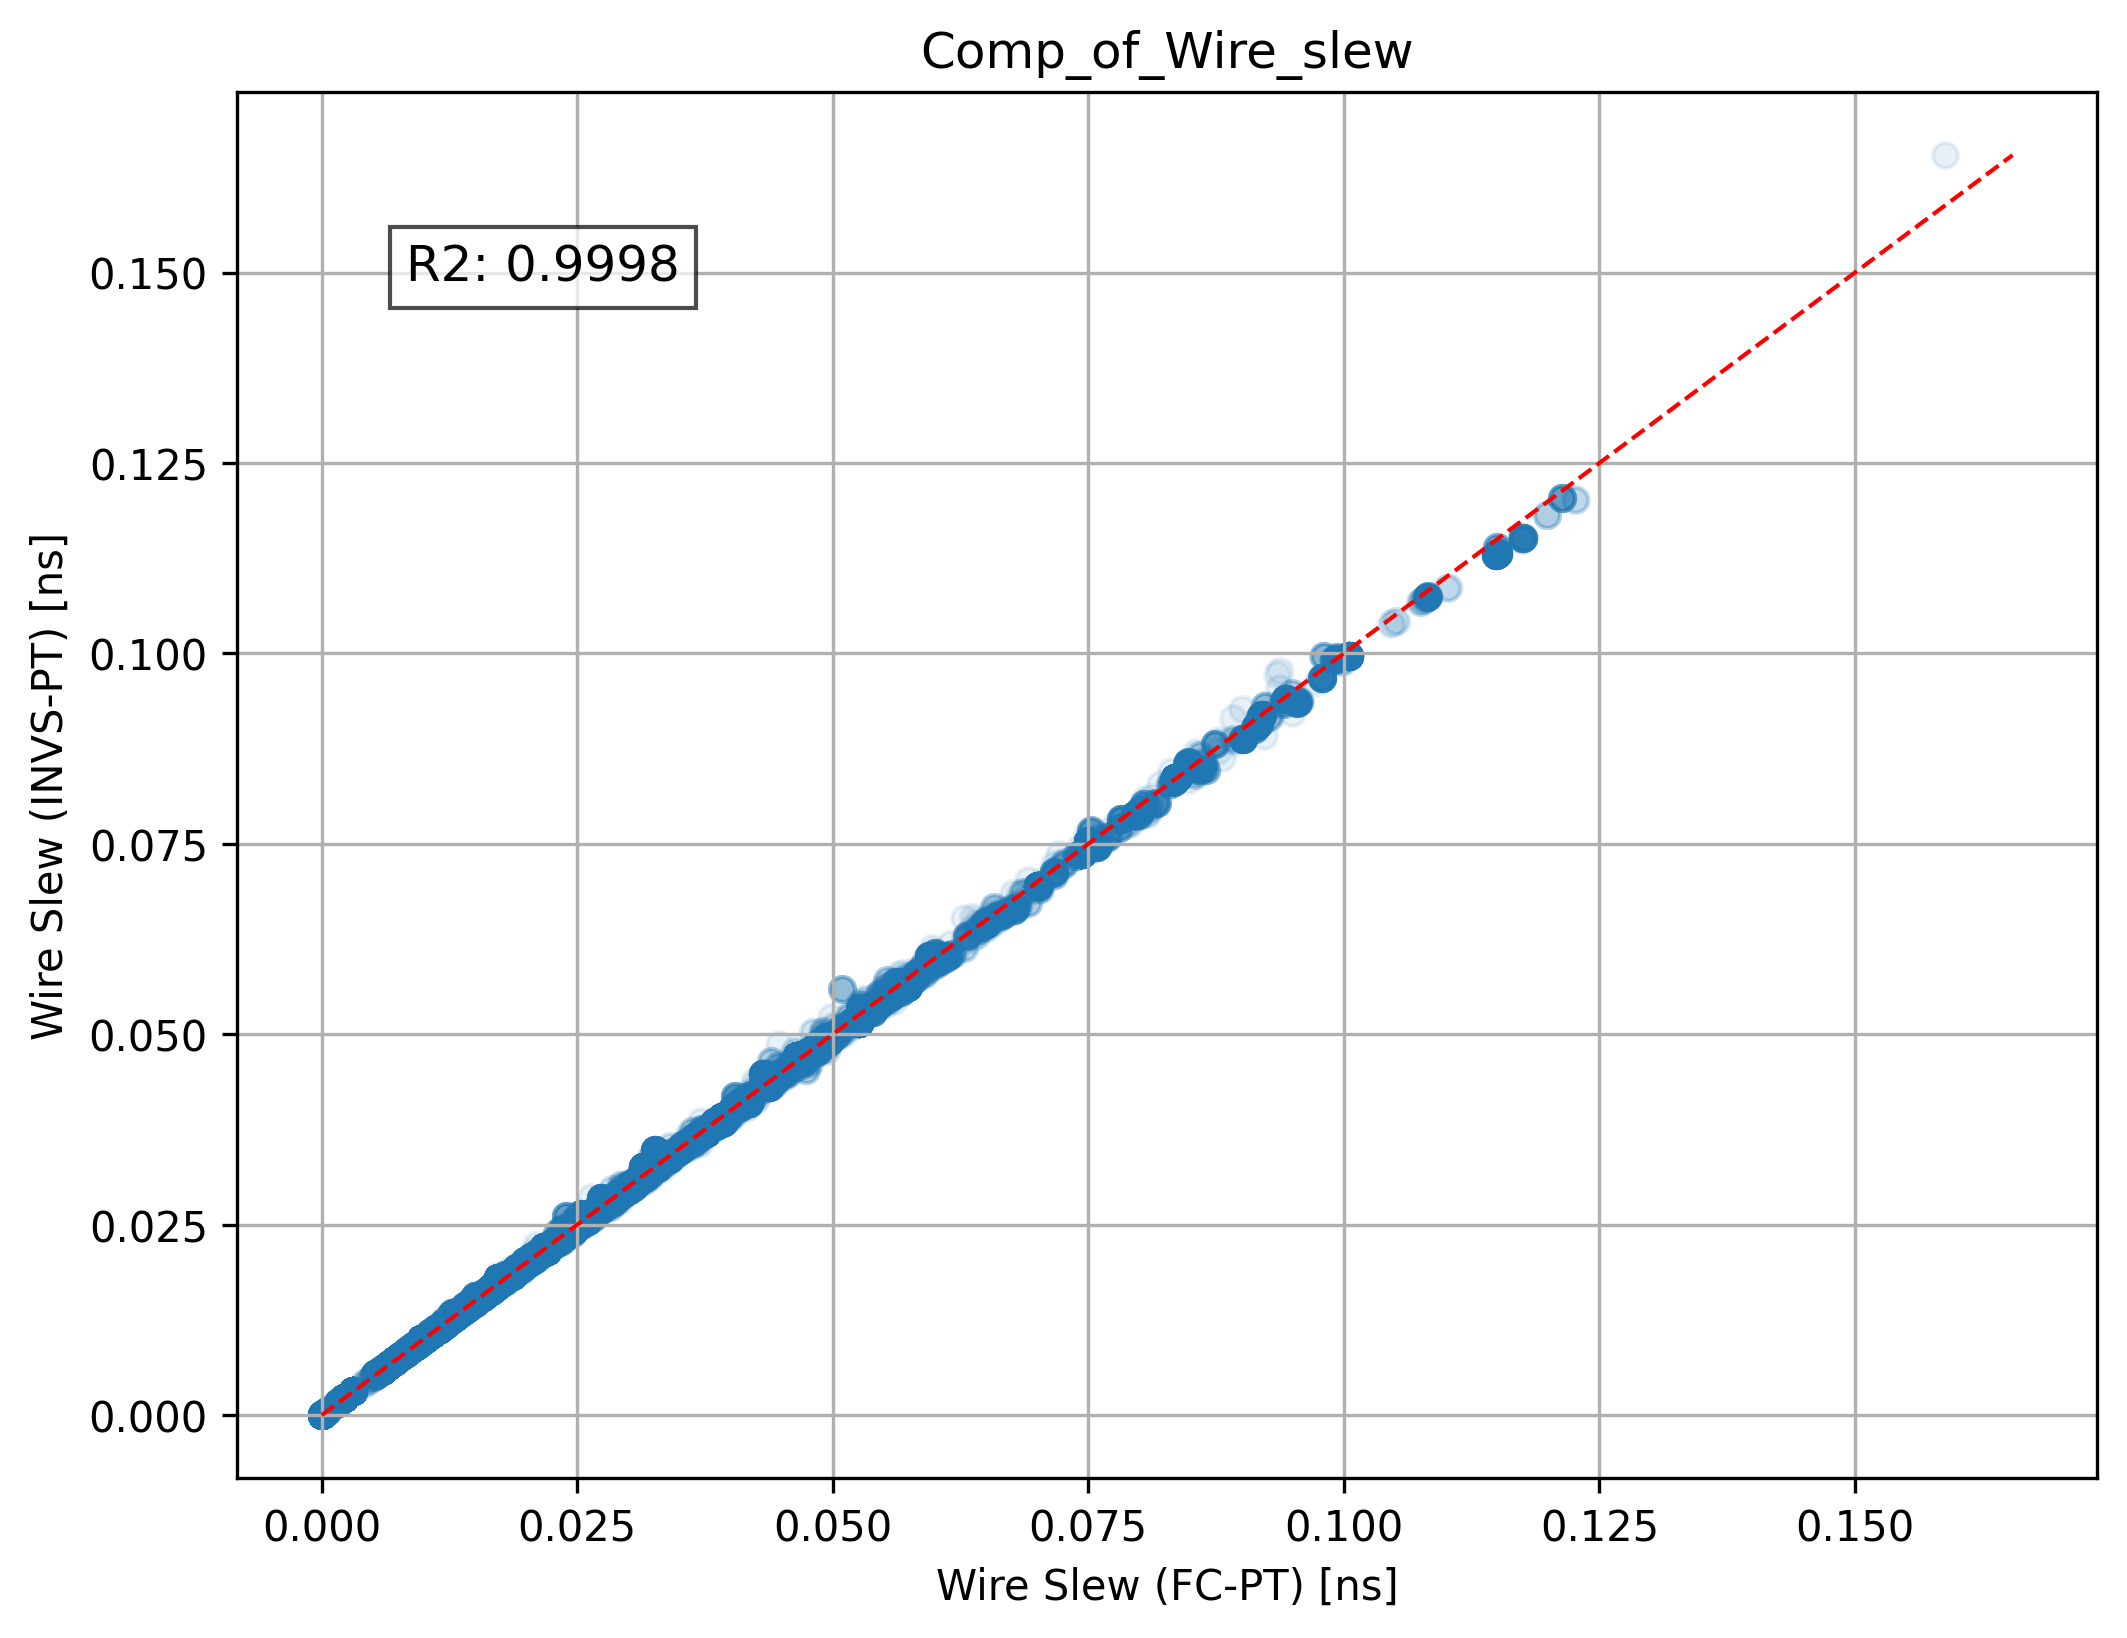 Comp_of_Wire_slew
R2: 0.9998
Wire Slew (INVS-PT) [ns]
0.150
0.125
0.100
0.075
0.050
0.025
0.000
0.000 0.025 0.050 0.075 0.100 0.125 0.150
Wire Slew (FC-PT) [ns]